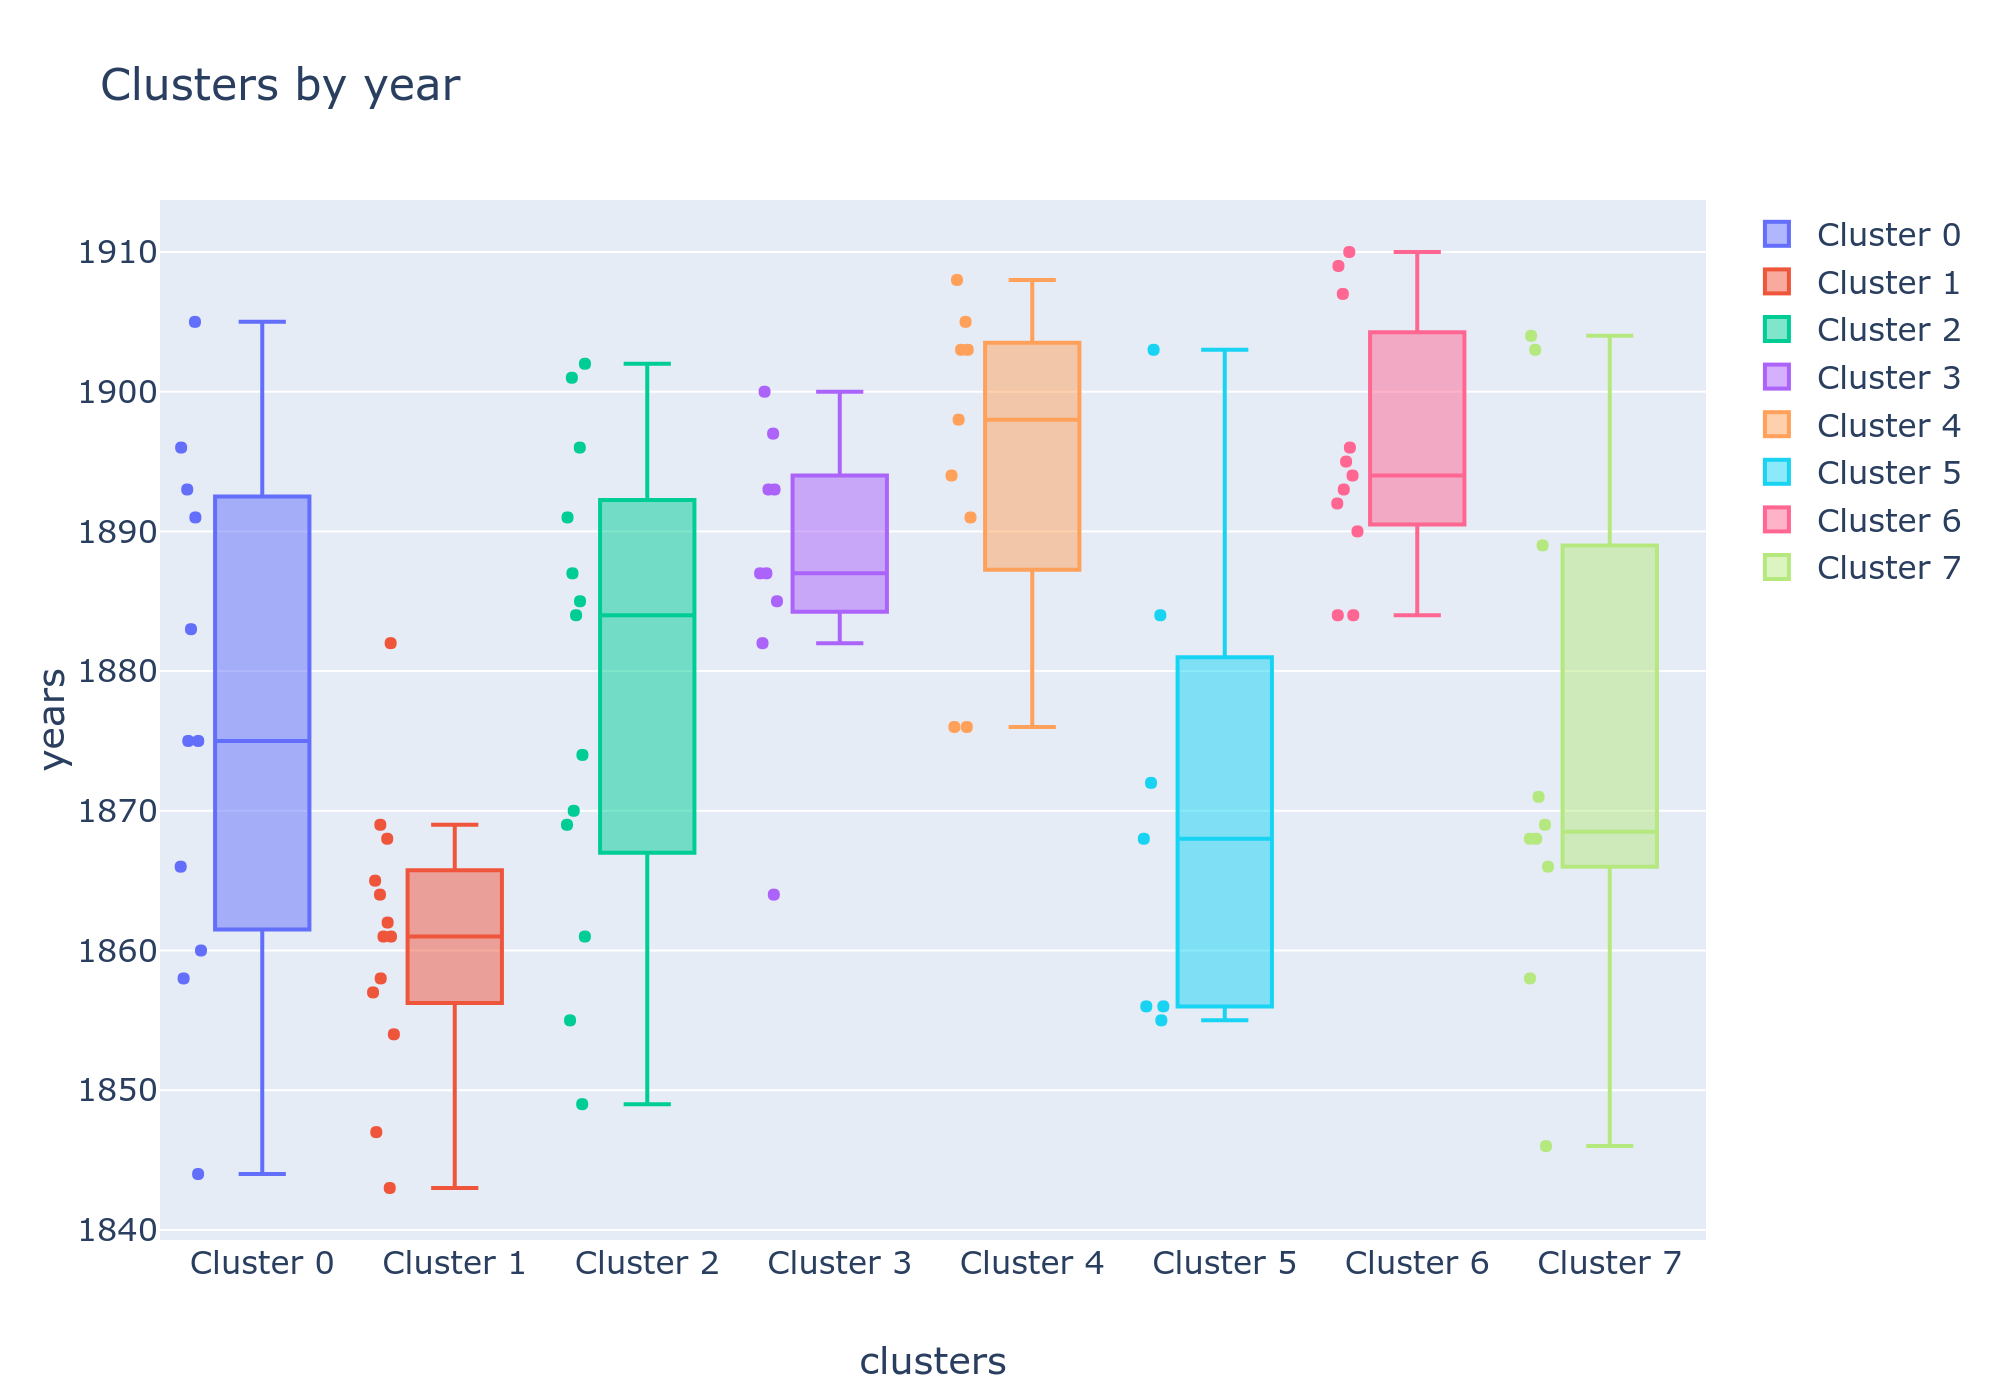 Clusters by year
1910
1900
1890
1880
1870
1860
1850
1840
years
Cluster 0
Cluster 1
Cluster 2
Cluster 3
Cluster 4
Cluster 5
Cluster 6
Cluster 7
clusters
Cluster 0
Cluster 1
Cluster 2
Cluster 3
Cluster 4
Cluster 5
Cluster 6
Cluster 7